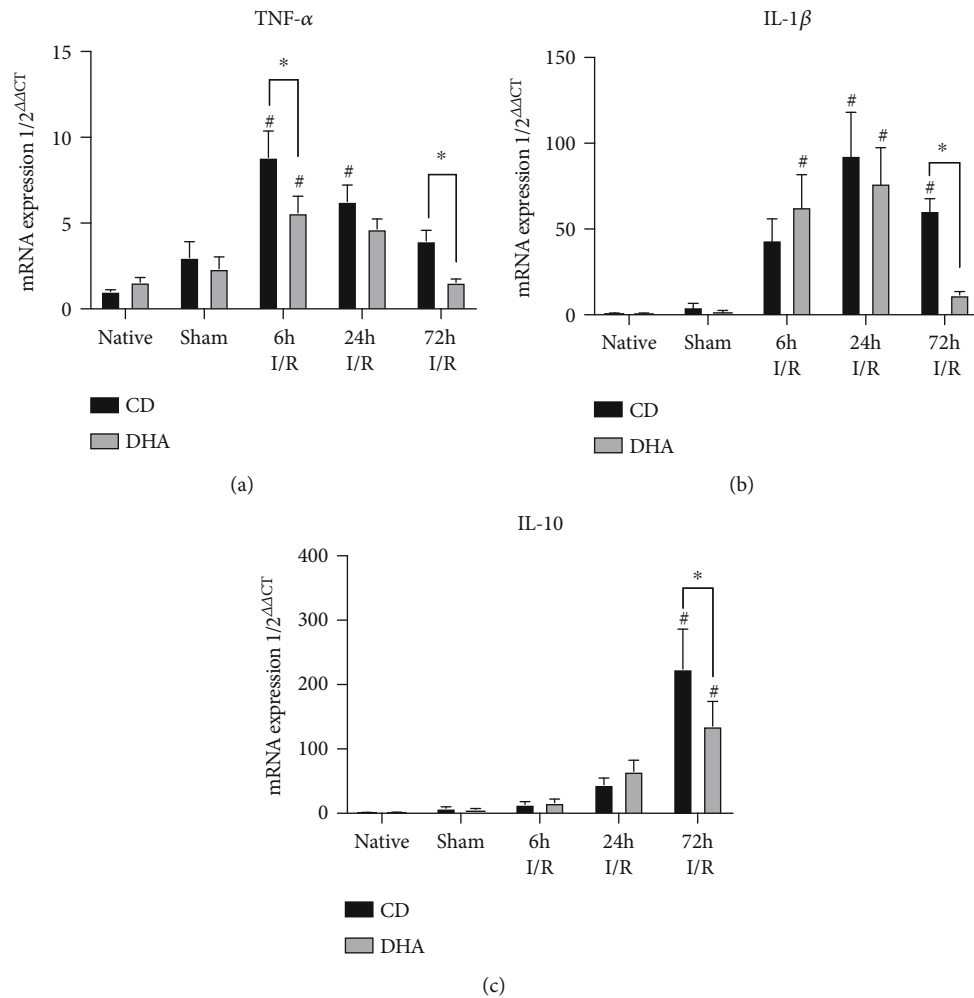 TNF-α
mRNA expression 1/2^ΔΔCT
15
10
5
0
*
#
#
#
*
Native Sham 6h I/R 24h I/R 72h I/R
CD
DHA
(a)
IL-1β
mRNA expression 1/2^ΔΔCT
150
100
50
0
#
#
#
#
*
Native Sham 6h I/R 24h I/R 72h I/R
CD
DHA
(b)
IL-10
mRNA expression 1/2^ΔΔCT
400
300
200
100
0
*
#
#
Native Sham 6h I/R 24h I/R 72h I/R
CD
DHA
(c)